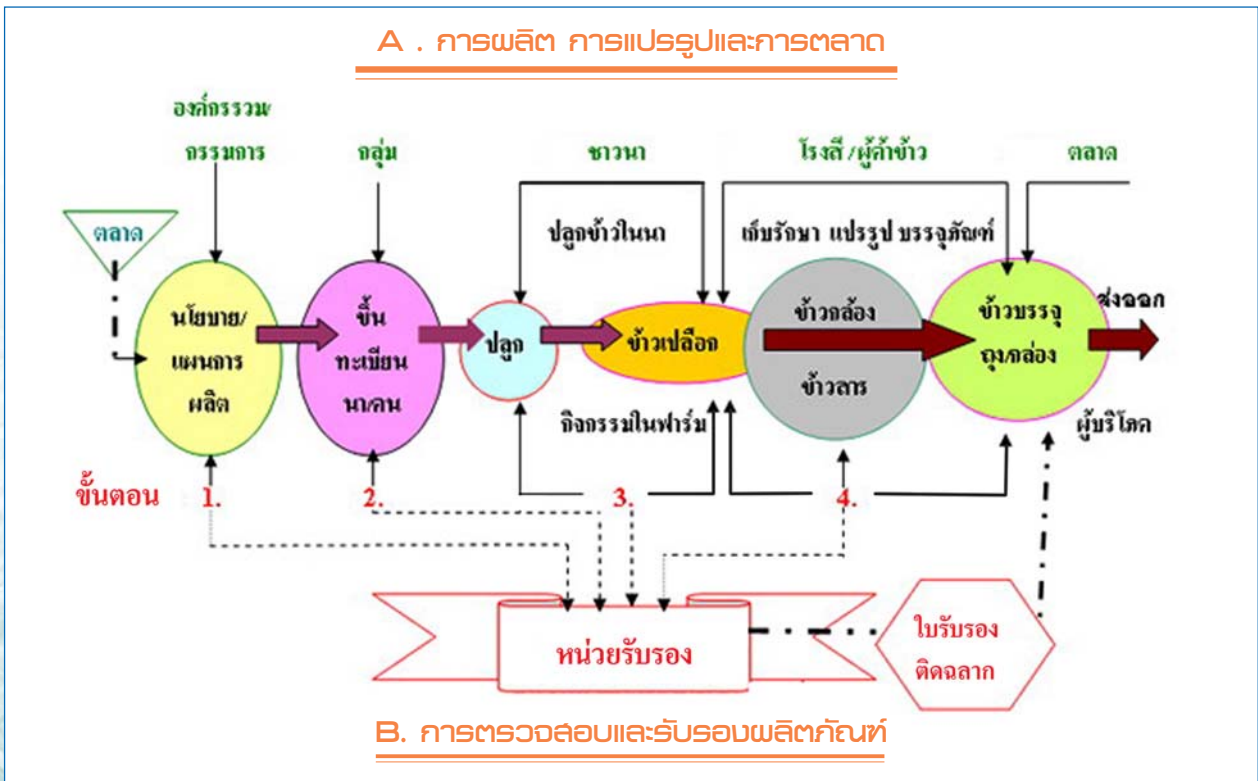 A . การผลิต การแปรรูปและการตลาด
องค์กรรวม/
กรรมการ
กลุ่ม
ชาวนา
โรงสี /ผู้ค้าข้าว
ตลาด
ตลาด
ปลูกข้าวในนา
เก็บรักษา แปรรูป บรรจุภัณฑ์
นโยบาย/
แผนการ
ผลิต
ขึ้น
ทะเบียน
นา/คน
ปลูก
ข้าวเปลือก
ข้าวกล้อง
ข้าวสาร
ข้าวบรรจุ
ถุง/กล่อง
ส่งออก
กิจกรรมในฟาร์ม
ผู้บริโภค
ขั้นตอน 1. 2. 3. 4.
หน่วยรับรอง
ใบรับรอง
ติดฉลาก
B. การตรวจสอบและรับรองผลิตภัณฑ์